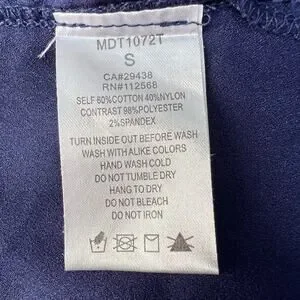 MDT1072T
S
CA#29438
RN#112568
SELF 60%COTTON 40%NYLON
CONTRAST 98%POLYESTER
2%SPANDEX
TURN INSIDE OUT BEFORE WASH
WASH WITH ALIKE COLORS
HAND WASH COLD
DO NOT TUMBLE DRY
HANG TO DRY
DO NOT BLEACH
DO NOT IRON